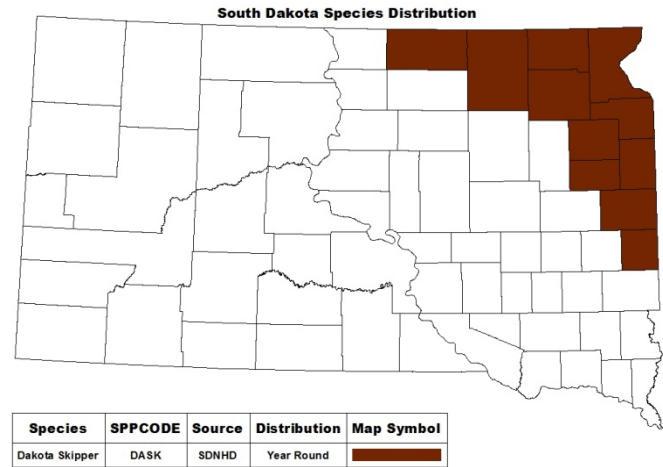 South Dakota Species Distribution
Species SPPCODE Source Distribution Map Symbol
Dakota Skipper DASK SDNHD Year Round